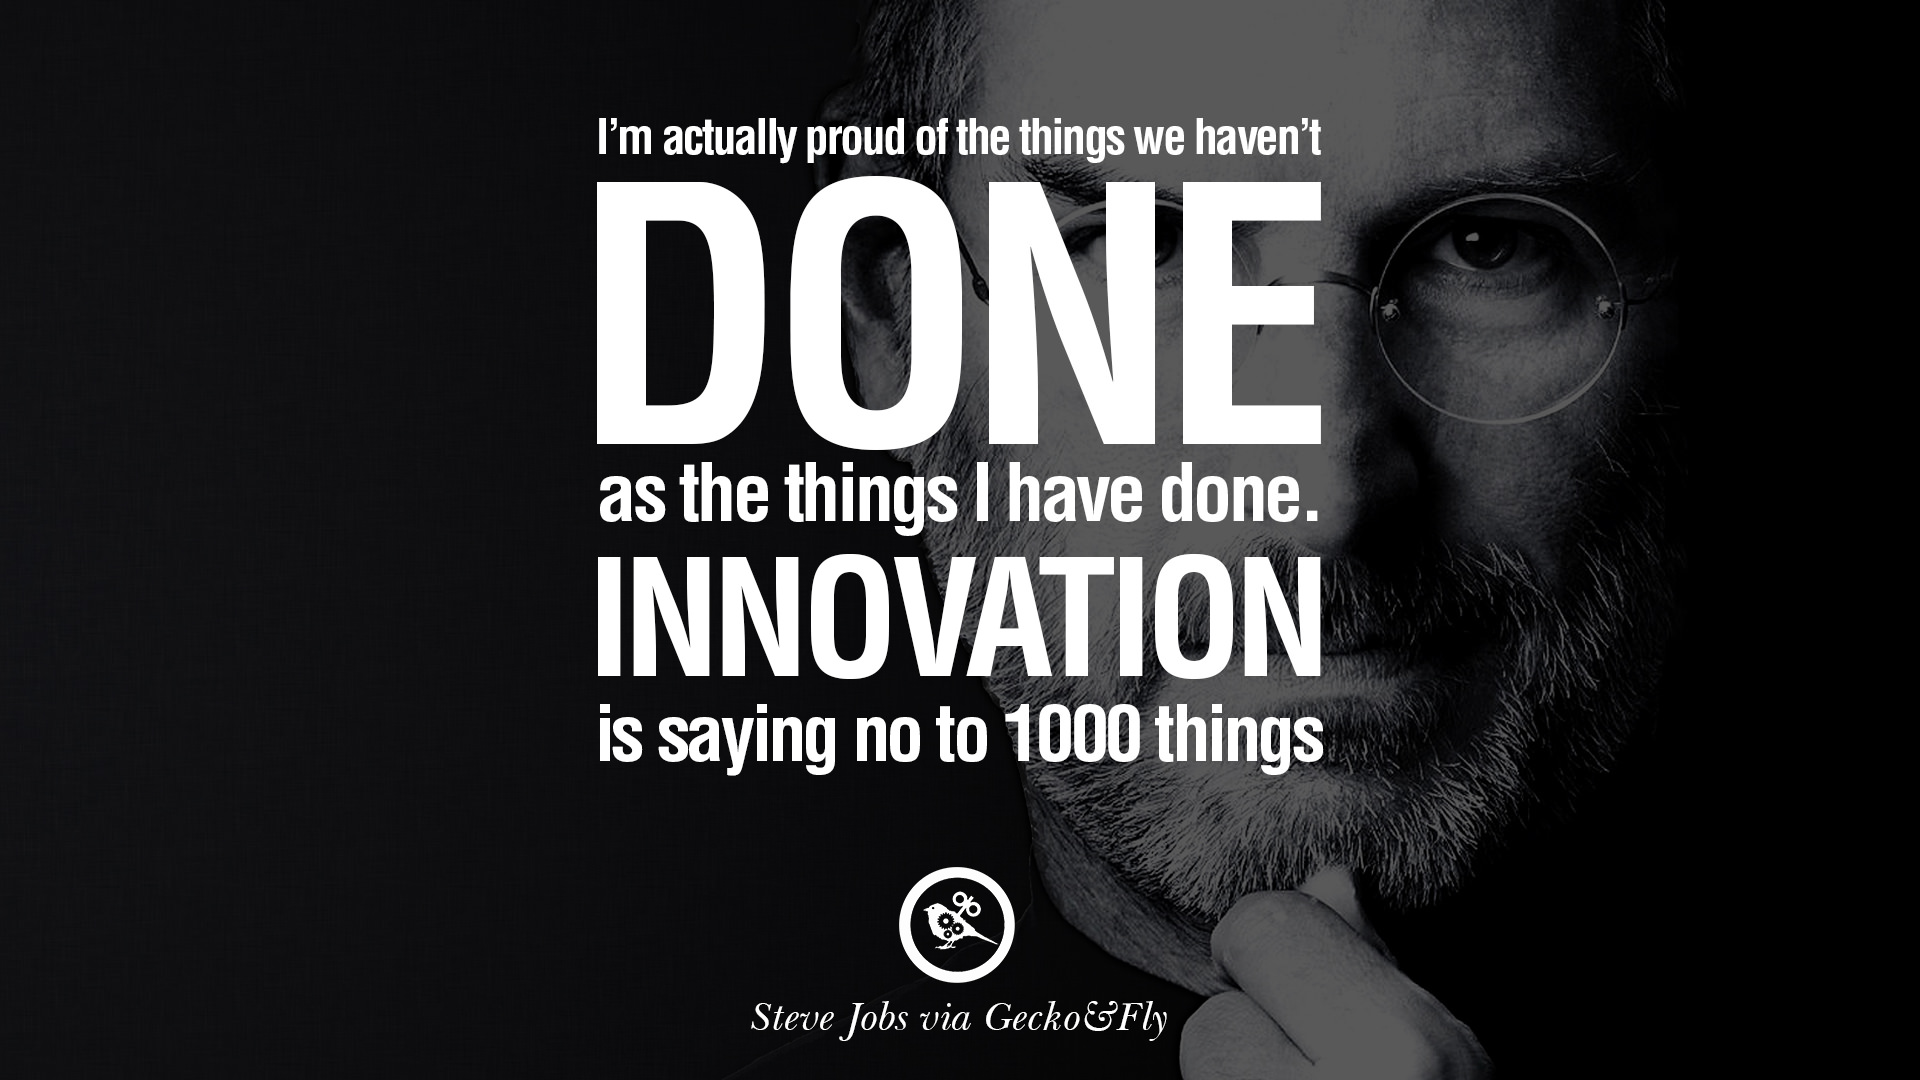 I’m actually proud of the things we haven’t
DONE
as the things I have done.
INNOVATION
is saying no to 1000 things
Steve Jobs via Gecko&Fly